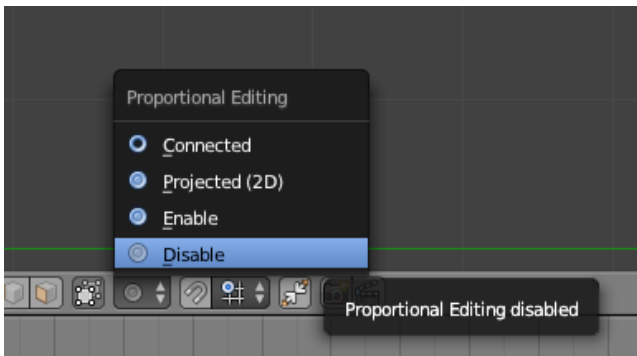 Proportional Editing
Connected
Projected (2D)
Enable
Disable
Proportional Editing disabled